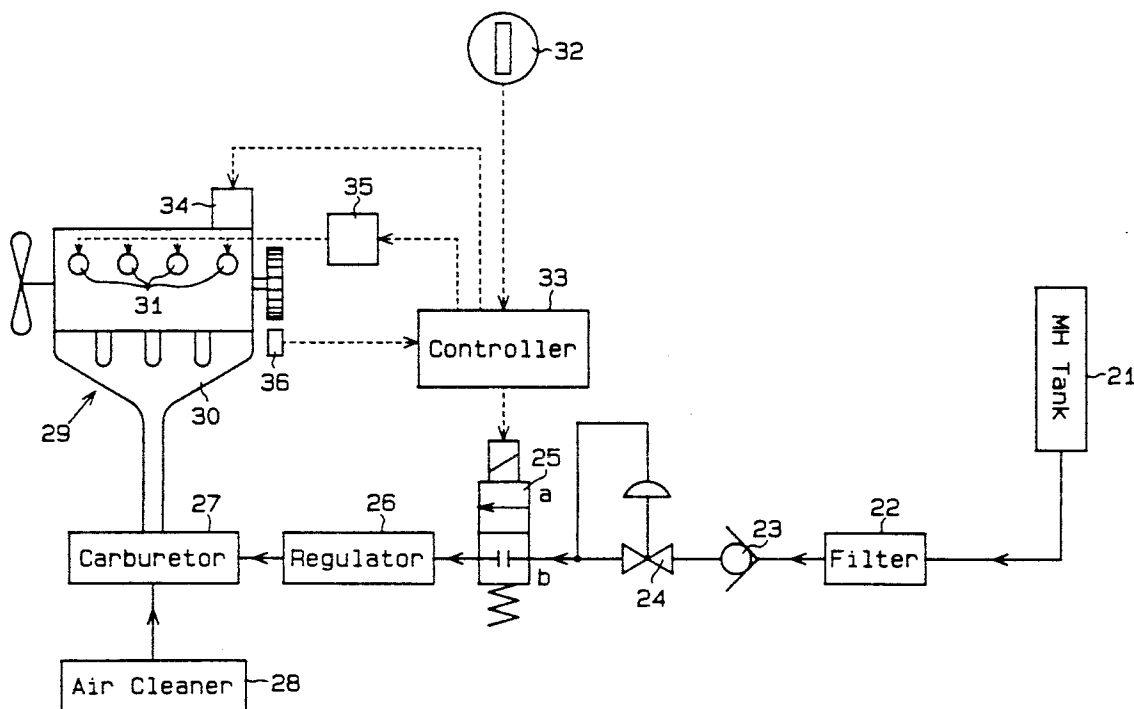 32
34
35
31
33
Controller
MH Tank
21
36
30
29
25
a
27
26
22
23
Carburetor
Regulator
b
24
Filter
Air Cleaner
28